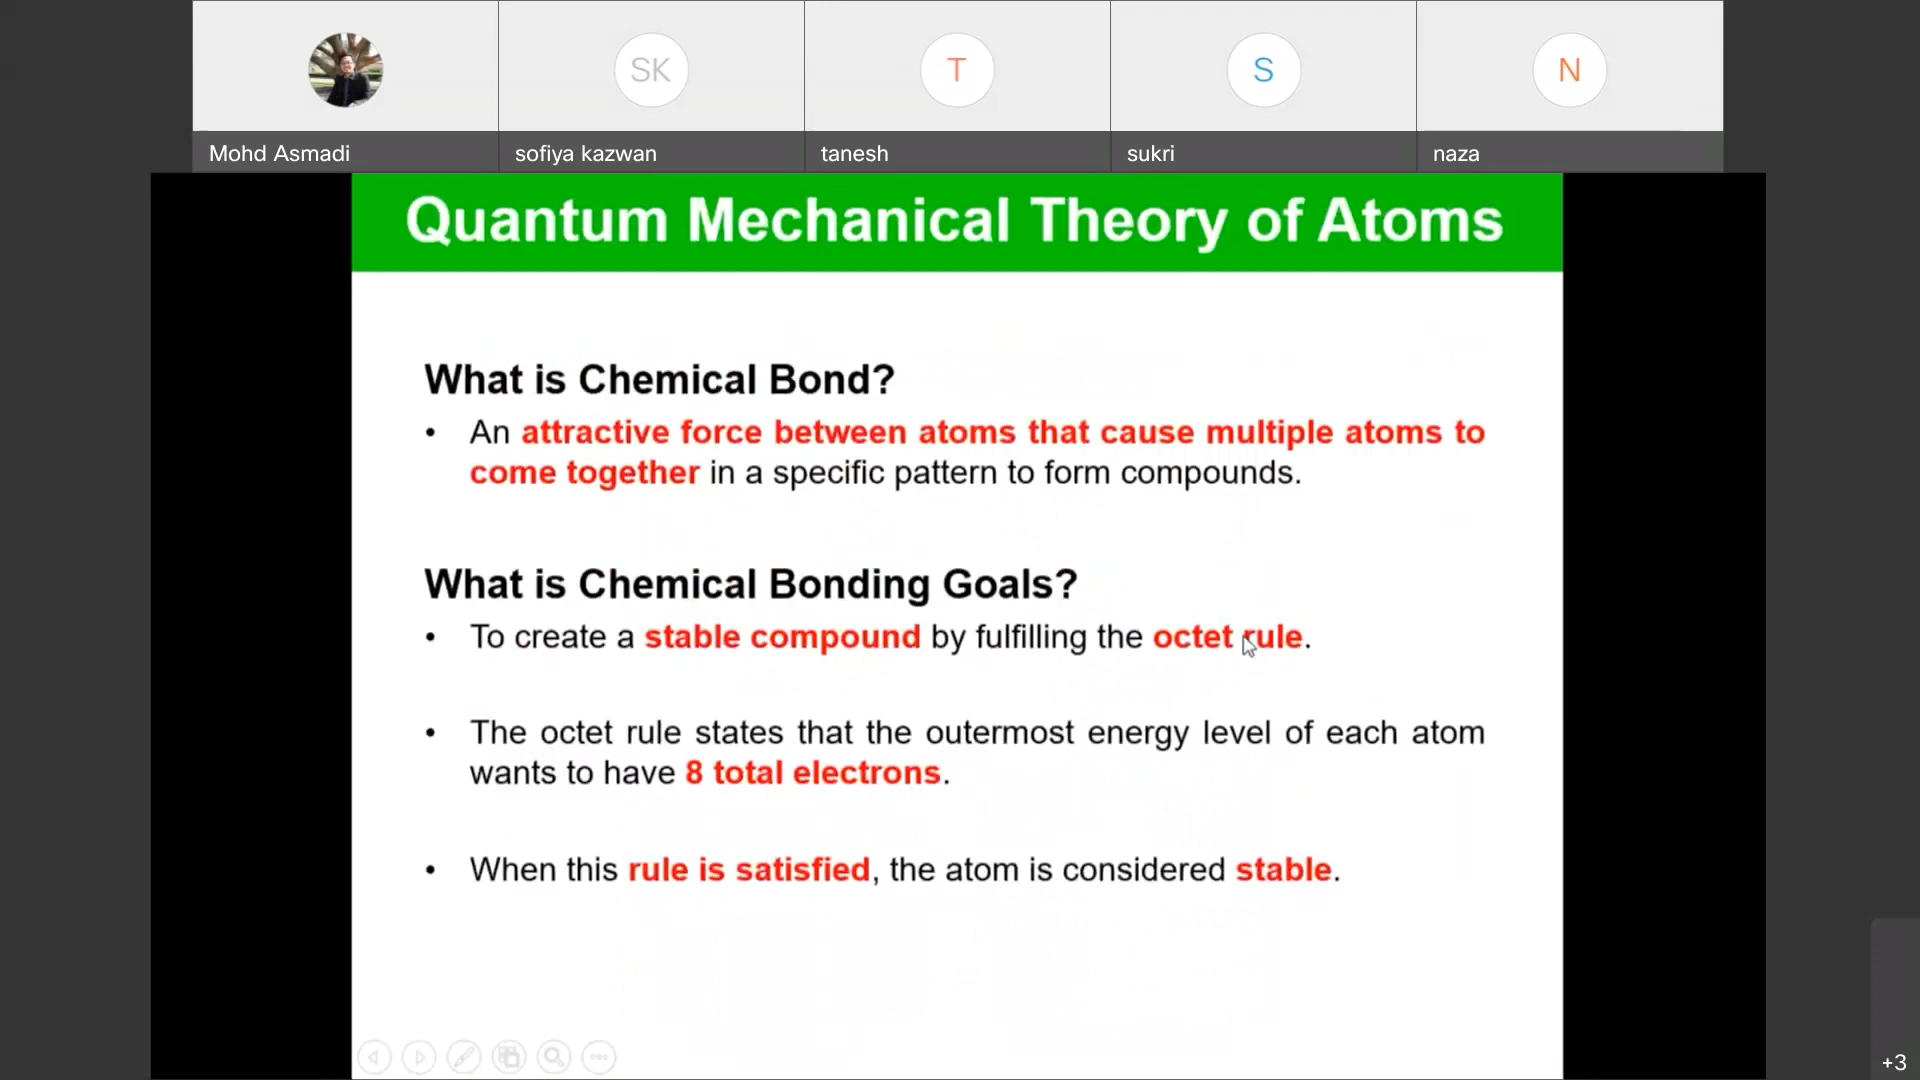 SK
T
S
N
Mohd Asmadi
sofiya kazwan
tanesh
sukri
naza
Quantum Mechanical Theory of Atoms
What is Chemical Bond?
• An attractive force between atoms that cause multiple atoms to
come together in a specific pattern to form compounds.
What is Chemical Bonding Goals?
• To create a stable compound by fulfilling the octet rule.
• The octet rule states that the outermost energy level of each atom
wants to have 8 total electrons.
• When this rule is satisfied, the atom is considered stable.
+3